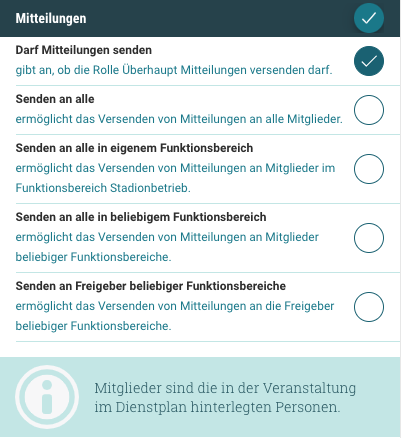 Mitteilungen
Darf Mitteilungen senden
gibt an, ob die Rolle Überhaupt Mitteilungen versenden darf.
Senden an alle
ermöglicht das Versenden von Mitteilungen an alle Mitglieder.
Senden an alle in eigenem Funktionsbereich
ermöglicht das Versenden von Mitteilungen an Mitglieder im
Funktionsbereich Stadionbetrieb.
Senden an alle in beliebigem Funktionsbereich
ermöglicht das Versenden von Mitteilungen an Mitglieder
beliebiger Funktionsbereiche.
Senden an Freigeber beliebiger Funktionsbereiche
ermöglicht das Versenden von Mitteilungen an die Freigeber
beliebiger Funktionsbereiche.
Mitglieder sind die in der Veranstaltung
im Dienstplan hinterlegten Personen.